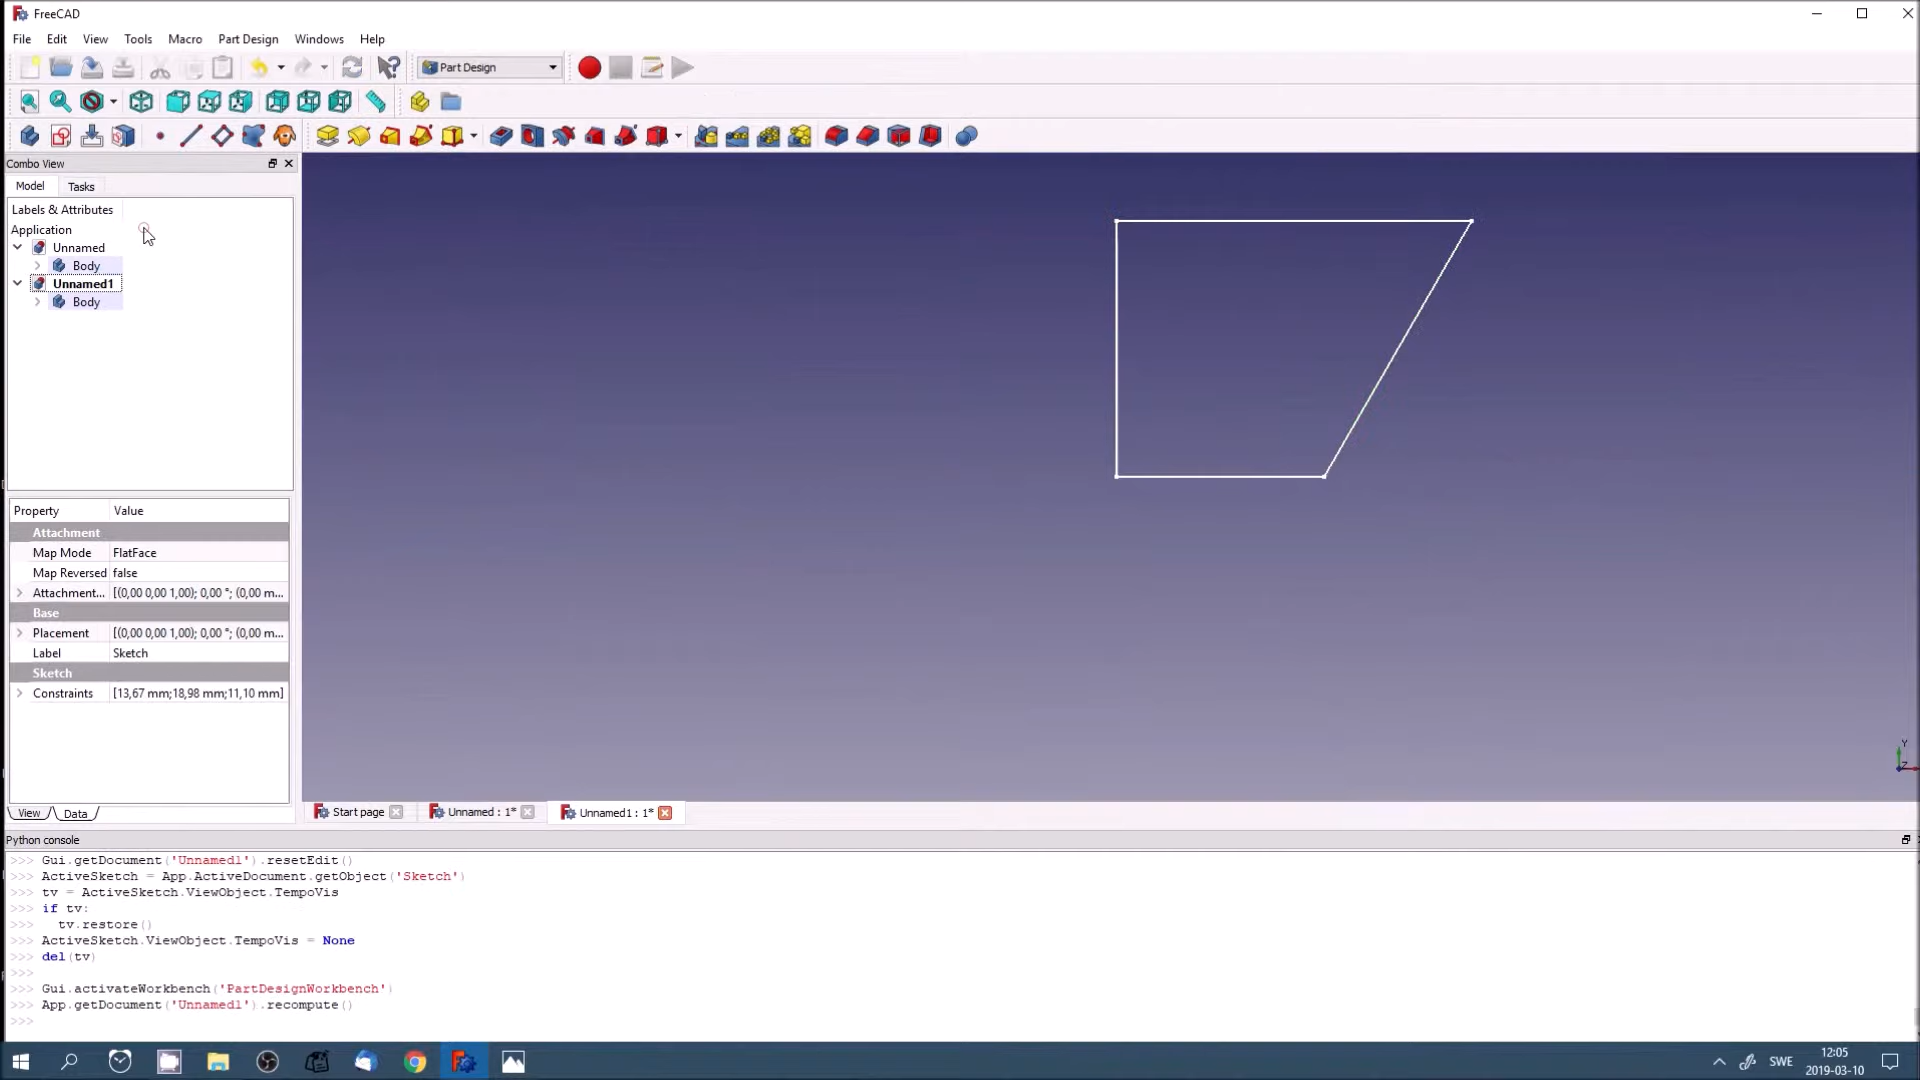 FreeCAD
File Edit View Tools Macro Part Design Windows Help
Part Design
Combo View
Model Tasks
Labels & Attributes
Application
Unnamed
Body
Unnamed1
Body
Property Value
Attachment
Map Mode FlatFace
Map Reversed false
Attachment... [(0,00 0,00 1,00); 0,00 °; (0,00 m...
Base
Placement [(0,00 0,00 1,00); 0,00 °; (0,00 m...
Label Sketch
Sketch
Constraints [13,67 mm;18,98 mm;11,10 mm]
Y
Z
View Data
Start page Unnamed : 1* Unnamed1 : 1*
Python console
>>> Gui.getDocument('Unnamed1').resetEdit()
>>> ActiveSketch = App.ActiveDocument.getObject('Sketch')
>>> tv = ActiveSketch.ViewObject.TempoVis
>>> if tv:
>>>   tv.restore()
>>> ActiveSketch.ViewObject.TempoVis = None
>>> del(tv)
>>>
>>> Gui.activateWorkbench('PartDesignWorkbench')
>>> App.getDocument('Unnamed1').recompute()
>>>
SWE
12:05
2019-03-10